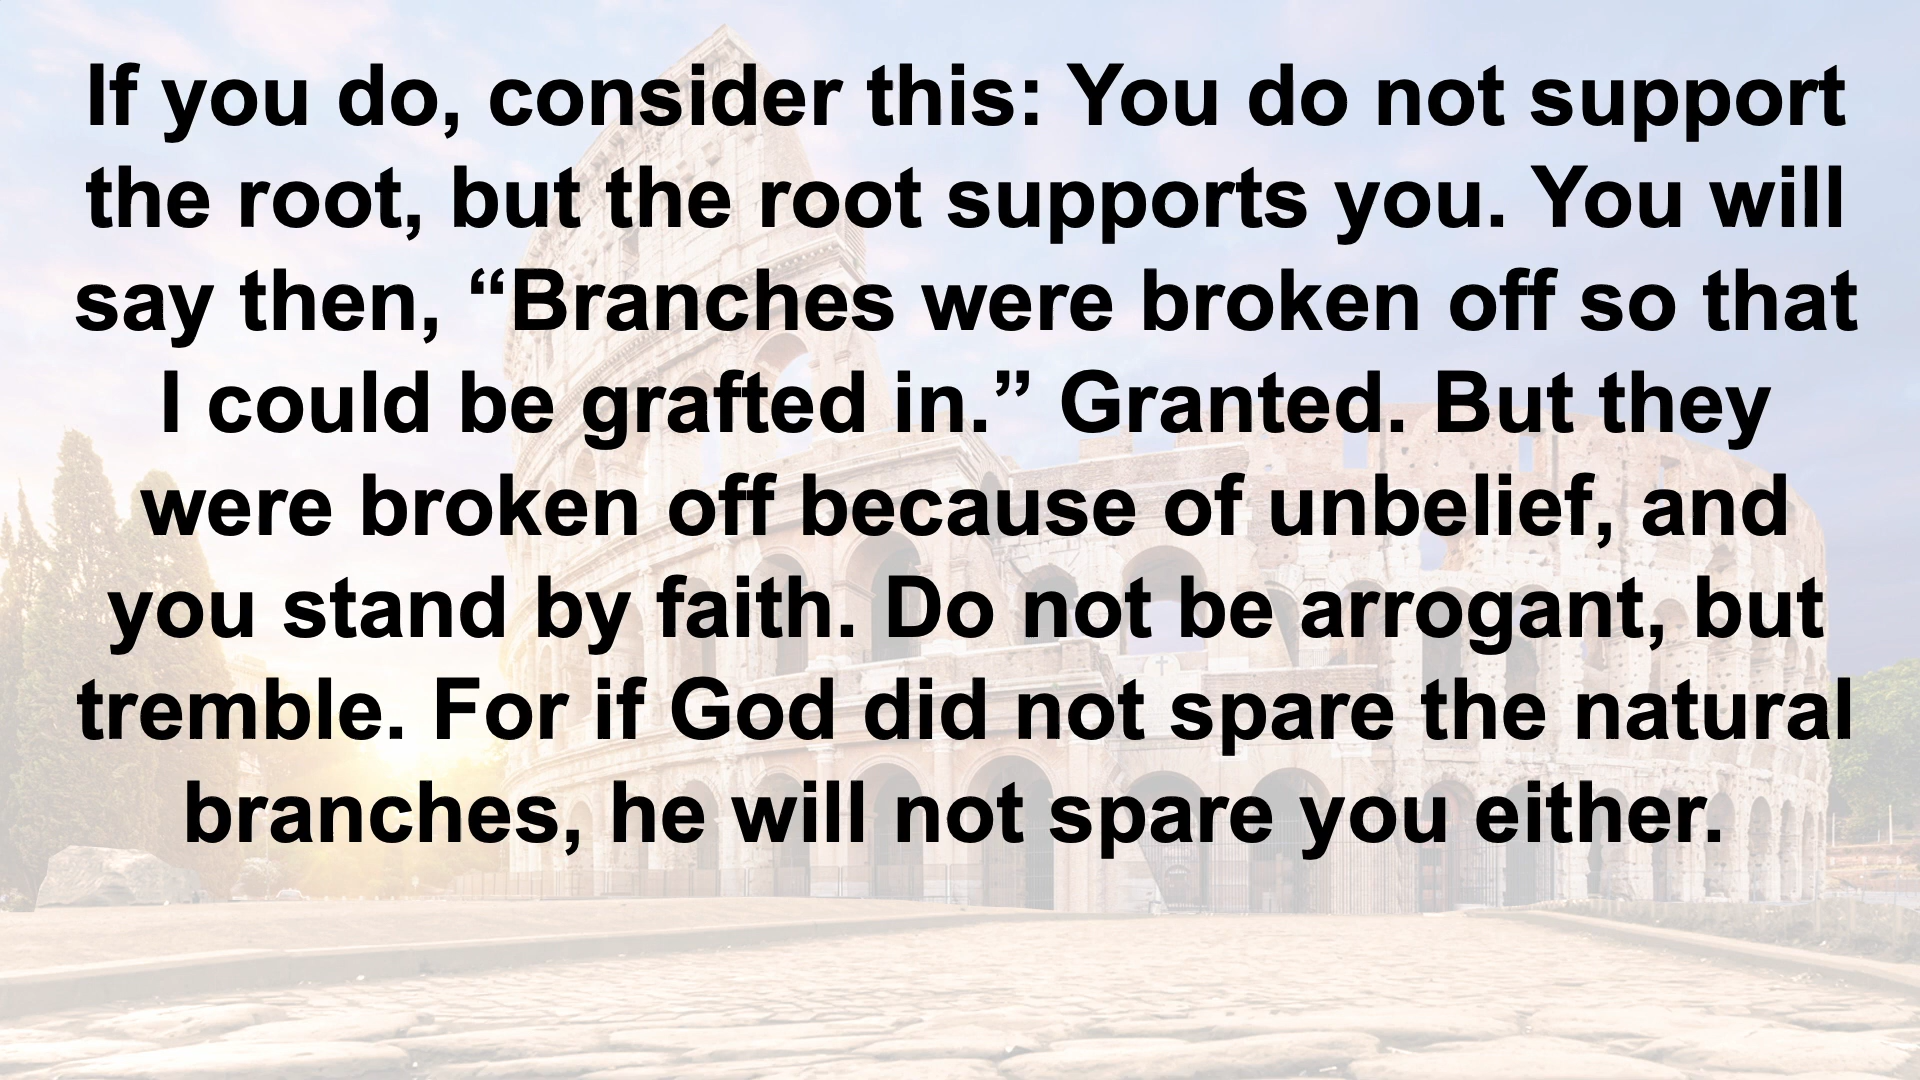 If you do, consider this: You do not support
the root, but the root supports you. You will
say then, “Branches were broken off so that
I could be grafted in.” Granted. But they
were broken off because of unbelief, and
you stand by faith. Do not be arrogant, but
tremble. For if God did not spare the natural
branches, he will not spare you either.